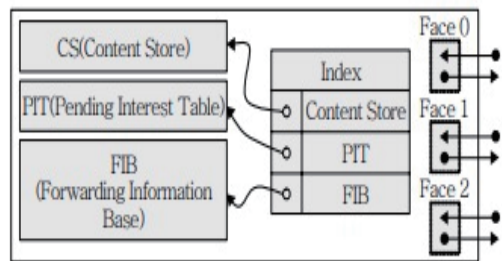 CS(Content Store)
PIT(Pending Interest Table)
FIB
(Forwarding Information
Base)
Index
Content Store
PIT
FIB
Face 0
Face 1
Face 2